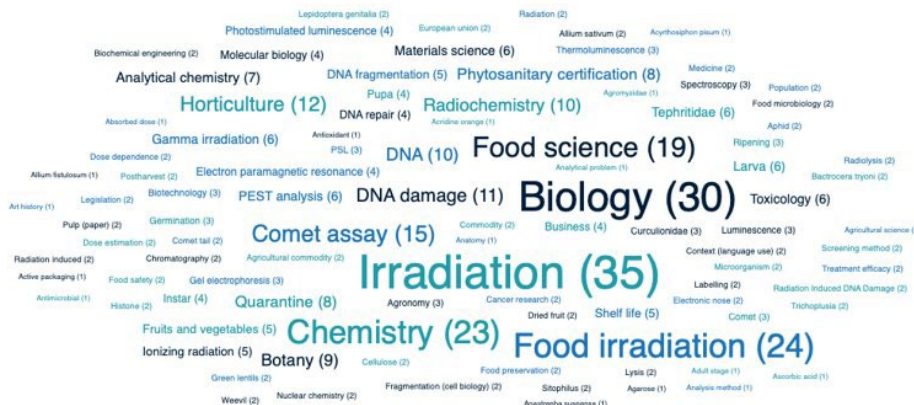 Lepidoptera genitalia (2) Radiation (2)
Photostimulated luminescence (4) European union (2) Allium sativum (2) Acyrthosiphon pisum (1)
Biochemical engineering (2) Molecular biology (4) Materials science (6) Thermoluminescence (3)
Analytical chemistry (7) DNA fragmentation (5) Phytosanitary certification (8) Medicine (2)
Spectroscopy (3) Population (2)
Horticulture (12) Pupa (4) Radiochemistry (10) Agromyzidae (1) Food microbiology (2)
DNA repair (4) Tephritidae (6)
Absorbed dose (1) Acridine orange (1) Aphid (2)
Gamma irradiation (6) Antioxidant (1) Food science (19) Ripening (3)
Dose dependence (2) PSL (3) DNA (10) Radiolysis (2)
Analytical problem (1) Larva (6)
Allium fistulosum (1) Postharvest (2) Electron paramagnetic resonance (4) Bactrocera tryoni (2)
Art history (1) Legislation (2) Biotechnology (3) PEST analysis (6) DNA damage (11) Biology (30) Toxicology (6)
Pulp (paper) (2) Germination (3) Commodity (2) Business (4) Curculionidae (3) Luminescence (3) Agricultural science (
Dose estimation (2) Comet tail (2) Comet assay (15) Anatomy (1) Context (language use) (2) Screening method (2)
Radiation induced (2) Chromatography (2) Agricultural commodity (2) Microorganism (2) Treatment efficacy (2)
Active packaging (1) Food safety (2) Gel electrophoresis (3) Irradiation (35) Labelling (2) Radiation Induced DNA Damage (2)
Antimicrobial (1) Histone (2) Instar (4) Quarantine (8) Agronomy (3) Cancer research (2) Electronic nose (2) Trichoplusia (2)
Dried fruit (2) Shelf life (5) Comet (3)
Fruits and vegetables (5) Chemistry (23) Food irradiation (24)
Ionizing radiation (5) Botany (9) Cellulose (2)
Green lentils (2) Food preservation (2) Lysis (2) Adult stage (1) Ascorbic acid (1)
Weevil (2) Nuclear chemistry (2) Fragmentation (cell biology) (2) Sitophilus (2) Agarose (1) Analysis method (1)
Anastrepha suspensa (1)